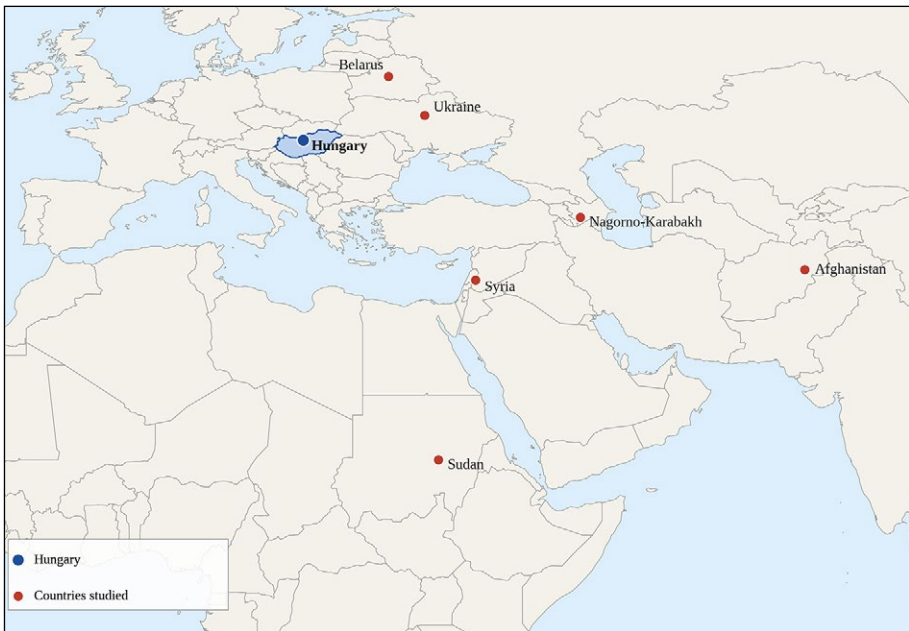 Belarus
Ukraine
Hungary
Nagorno-Karabakh
Afghanistan
Syria
Sudan
Hungary
Countries studied